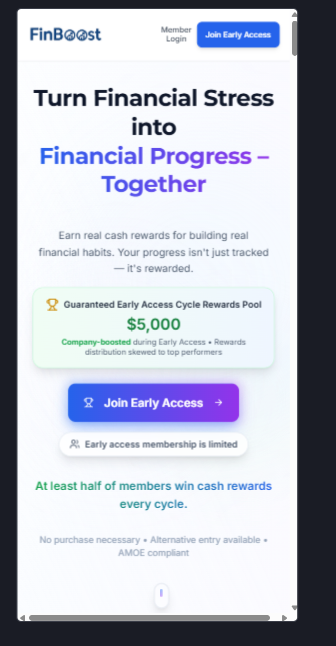 FinBoost
Member
Login
Join Early Access
Turn Financial Stress
into
Financial Progress –
Together
Earn real cash rewards for building real
financial habits. Your progress isn't just tracked
— it's rewarded.
Guaranteed Early Access Cycle Rewards Pool
$5,000
Company-boosted during Early Access • Rewards
distribution skewed to top performers
Join Early Access →
Early access membership is limited
At least half of members win cash rewards
every cycle.
No purchase necessary • Alternative entry available •
AMOE compliant